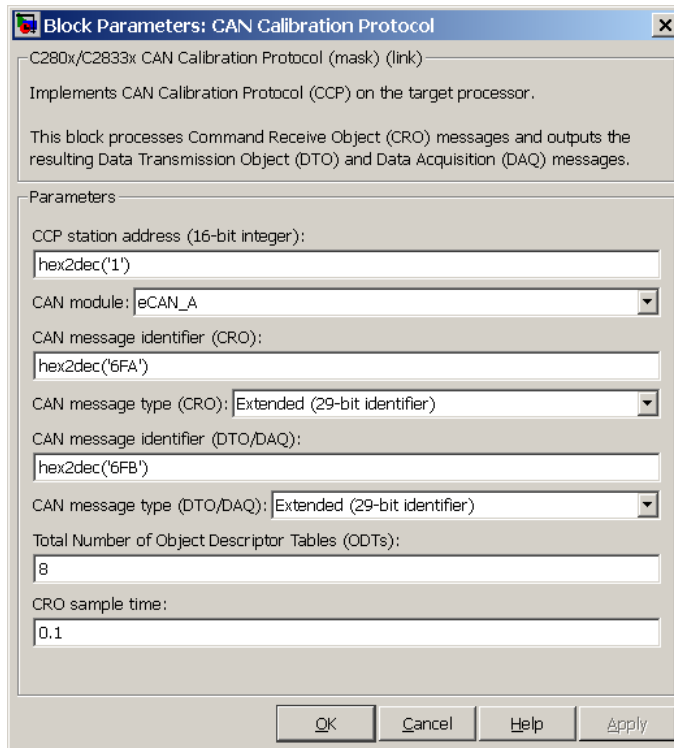 Block Parameters: CAN Calibration Protocol
C280x/C2833x CAN Calibration Protocol (mask) (link)
Implements CAN Calibration Protocol (CCP) on the target processor.
This block processes Command Receive Object (CRO) messages and outputs the
resulting Data Transmission Object (DTO) and Data Acquisition (DAQ) messages.
Parameters
CCP station address (16-bit integer):
hex2dec('1')
CAN module: eCAN_A
CAN message identifier (CRO):
hex2dec('6FA')
CAN message type (CRO): Extended (29-bit identifier)
CAN message identifier (DTO/DAQ):
hex2dec('6FB')
CAN message type (DTO/DAQ): Extended (29-bit identifier)
Total Number of Object Descriptor Tables (ODTs):
8
CRO sample time:
0.1
OK Cancel Help Apply